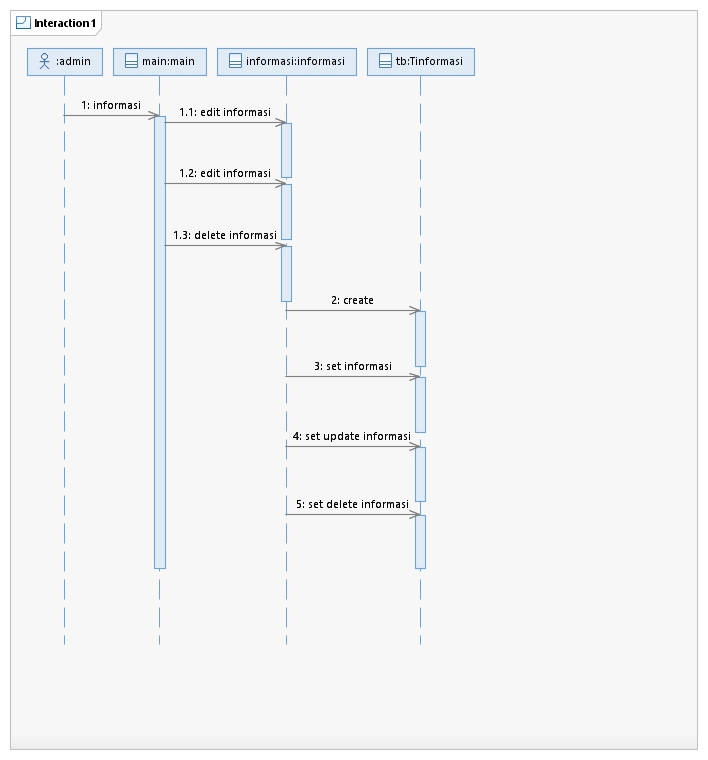 Interaction1
:admin
main:main
informasi:informasi
tb:Tinformasi
1: informasi
1.1: edit informasi
1.2: edit informasi
1.3: delete informasi
2: create
3: set informasi
4: set update informasi
5: set delete informasi